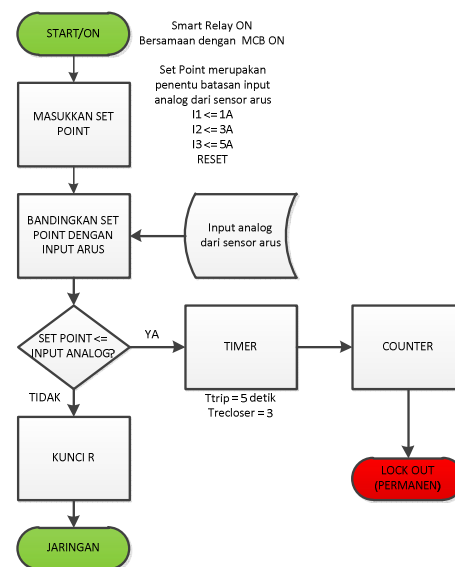 START/ON
Smart Relay ON
Bersamaan dengan MCB ON
Set Point merupakan
penentu batasan input
analog dari sensor arus
I1 <= 1A
I2 <= 3A
I3 <= 5A
RESET
MASUKKAN SET
POINT
BANDINGKAN SET
POINT DENGAN
INPUT ARUS
Input analog
dari sensor arus
SET POINT <=
INPUT ANALOG?
YA
TIMER
COUNTER
Ttrip = 5 detik
Trecloser = 3
TIDAK
KUNCI R
LOCK OUT
(PERMANEN)
JARINGAN